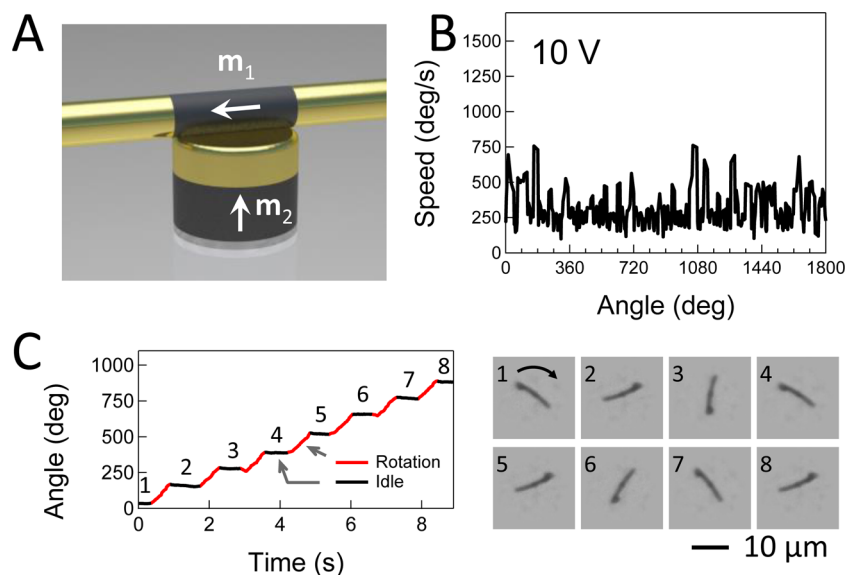 A
m1
m2
B
10 V
Speed (deg/s)
1500
1250
1000
750
500
250
0
0 360 720 1080 1440 1800
Angle (deg)
C
Angle (deg)
1000
750
500
250
0
1 2 3 4 5 6 7 8
Rotation
Idle
0 2 4 6 8
Time (s)
1 2 3 4
5 6 7 8
10 μm